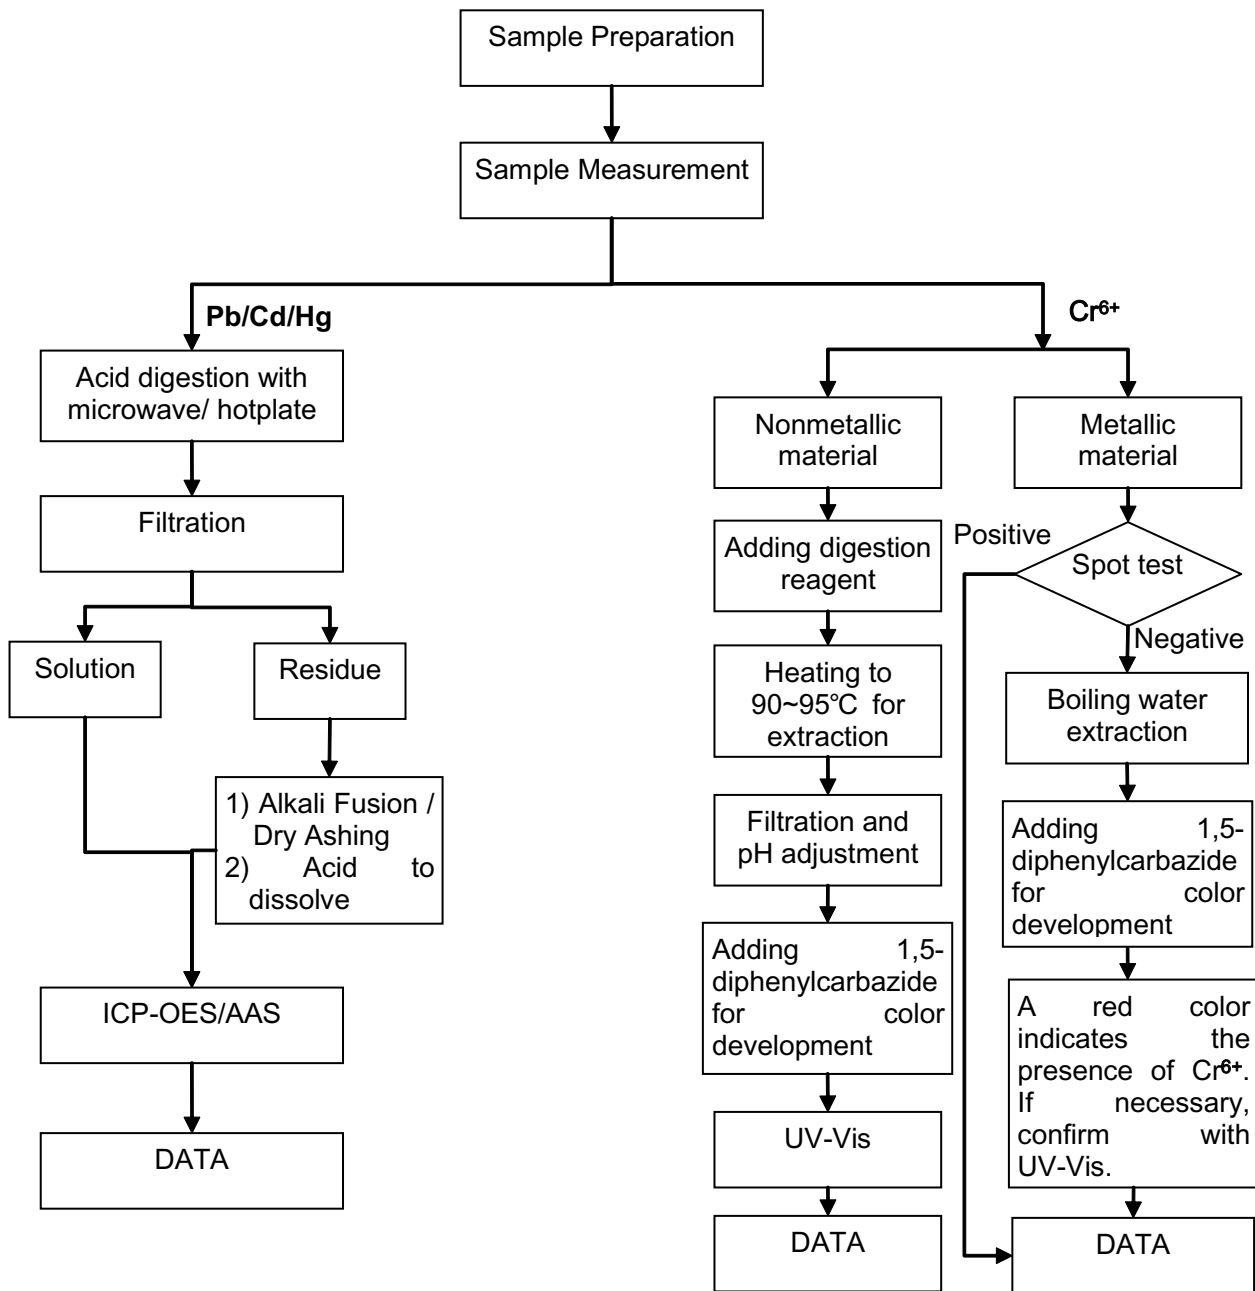 Sample Preparation
Sample Measurement
Pb/Cd/Hg
Cr⁶⁺
Acid digestion with
microwave/ hotplate
Filtration
Solution
Residue
1) Alkali Fusion /
Dry Ashing
2) Acid to
dissolve
ICP-OES/AAS
DATA
Nonmetallic
material
Adding digestion
reagent
Heating to
90~95℃ for
extraction
Filtration and
pH adjustment
Adding 1,5-
diphenylcarbazide
for color
development
UV-Vis
DATA
Metallic
material
Positive
Spot test
Negative
Boiling water
extraction
Adding 1,5-
diphenylcarbazide
for color
development
A red color
indicates the
presence of Cr⁶⁺.
If necessary,
confirm with
UV-Vis.
DATA